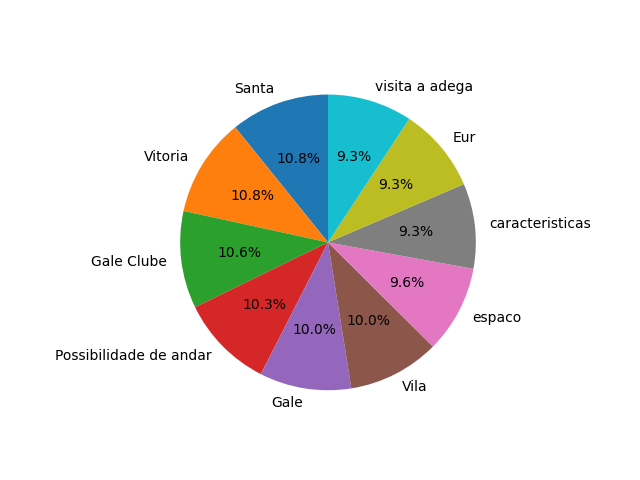 Santa
visita a adega
Vitoria
Eur
10.8%
9.3%
10.8%
9.3%
Gale Clube
10.6%
9.3%
caracteristicas
10.3%
9.6%
10.0%
10.0%
espaco
Possibilidade de andar
Gale
Vila